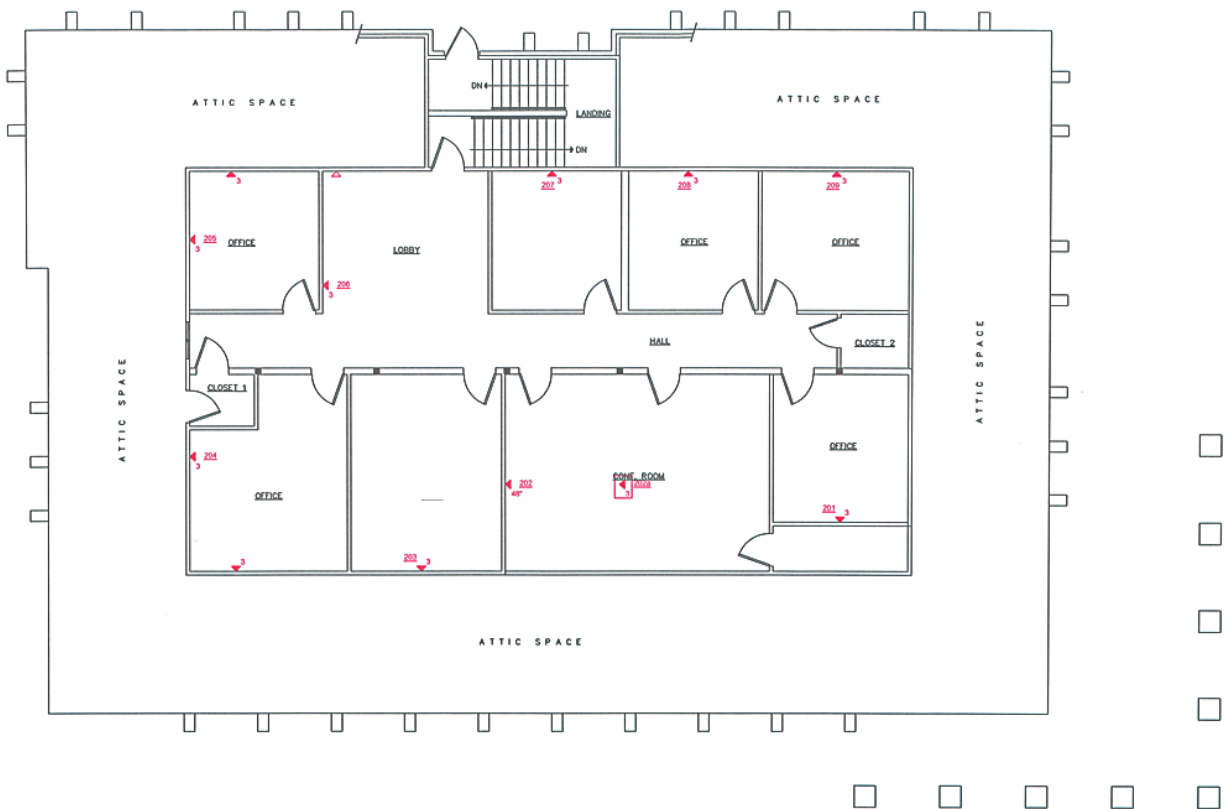 ATTIC SPACE
ATTIC SPACE
DN
LANDING
DN
3
3
207
3
208
3
209
3
205
3
OFFICE
LOBBY
OFFICE
OFFICE
206
3
HALL
CLOSET 2
ATTIC SPACE
ATTIC SPACE
CLOSET 1
204
3
OFFICE
202
48"
CONF. ROOM
202a
3
OFFICE
201
3
3
203
3
ATTIC SPACE